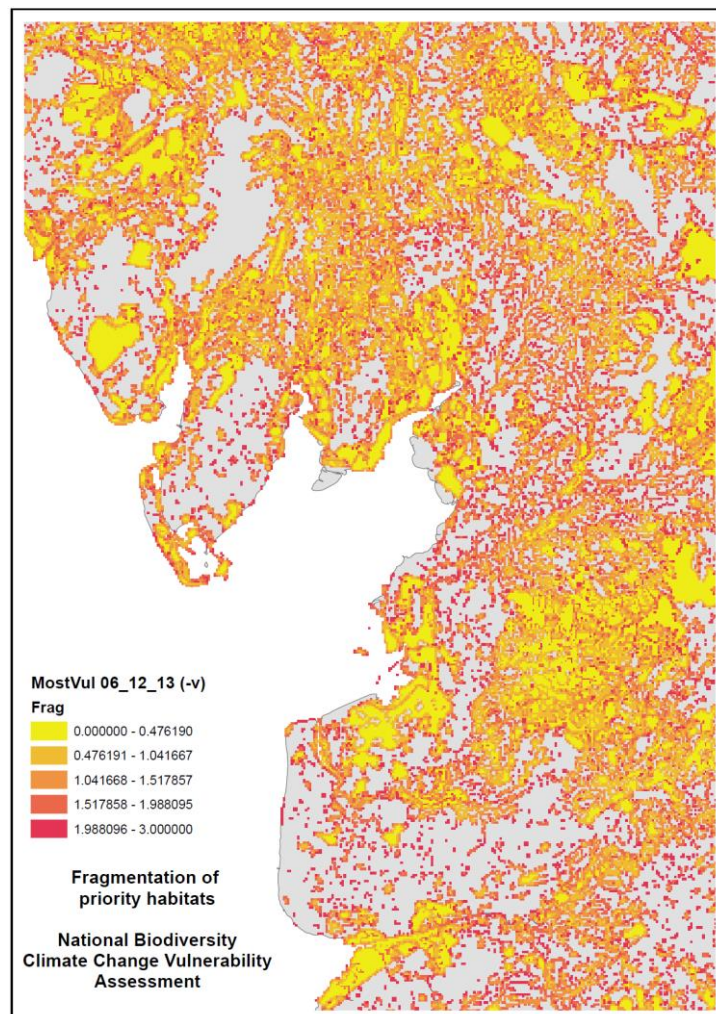 MostVul 06_12_13 (-v)
Frag
0.000000 - 0.476190
0.476191 - 1.041667
1.041668 - 1.517857
1.517858 - 1.988095
1.988096 - 3.000000
Fragmentation of
priority habitats
National Biodiversity
Climate Change Vulnerability
Assessment